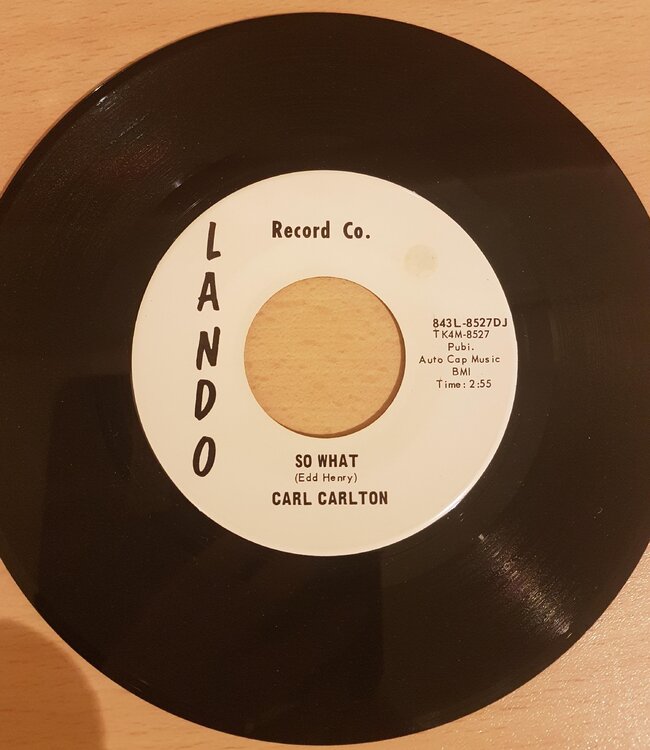 LANDO
Record Co.
843L-8527DJ
TK4M-8527
Pubi.
Auto Cap Music
BMI
Time: 2:55
SO WHAT
(Edd Henry)
CARL CARLTON